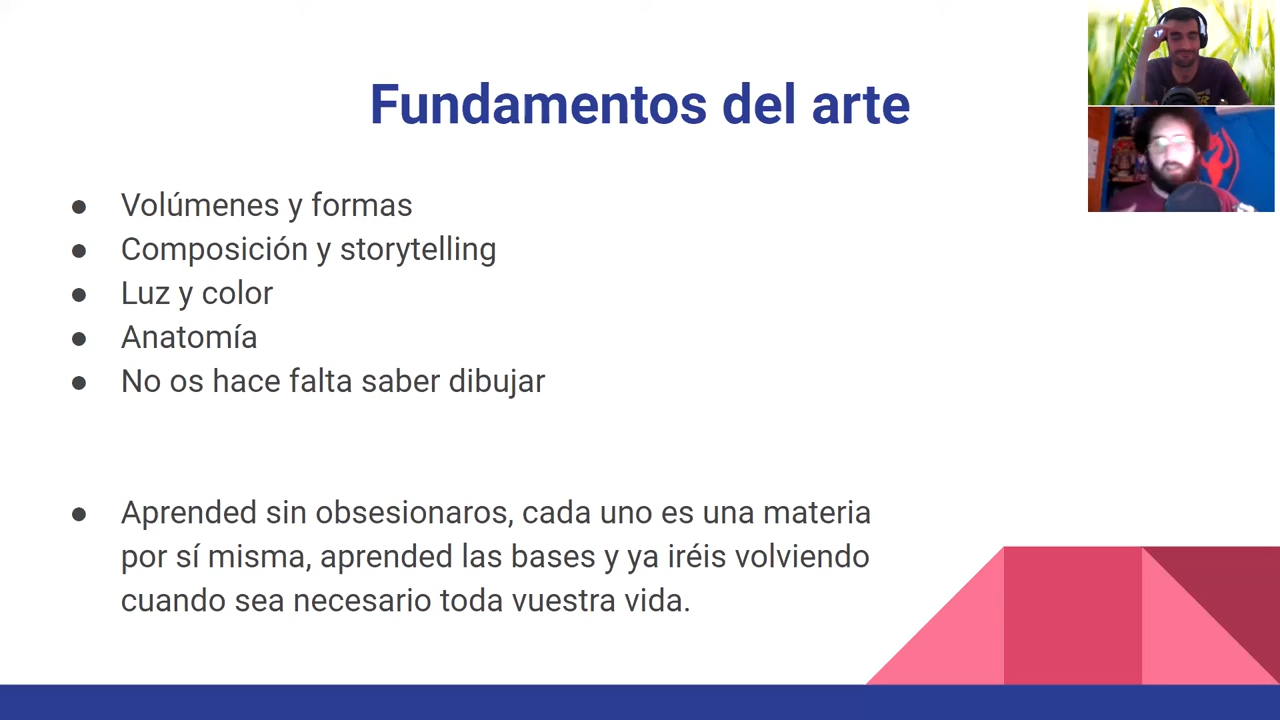 Fundamentos del arte
● Volúmenes y formas
● Composición y storytelling
● Luz y color
● Anatomía
● No os hace falta saber dibujar
● Aprended sin obsesionaros, cada uno es una materia
por sí misma, aprended las bases y ya iréis volviendo
cuando sea necesario toda vuestra vida.